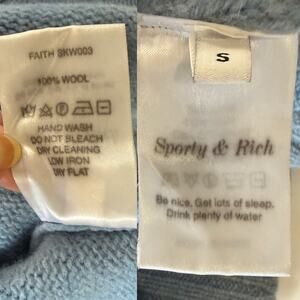 FAITH SKW003
100% WOOL
HAND WASH
DO NOT BLEACH
DRY CLEANING
LOW IRON
DRY FLAT
S
Sporty & Rich
Be nice. Get lots of sleep.
Drink plenty of water